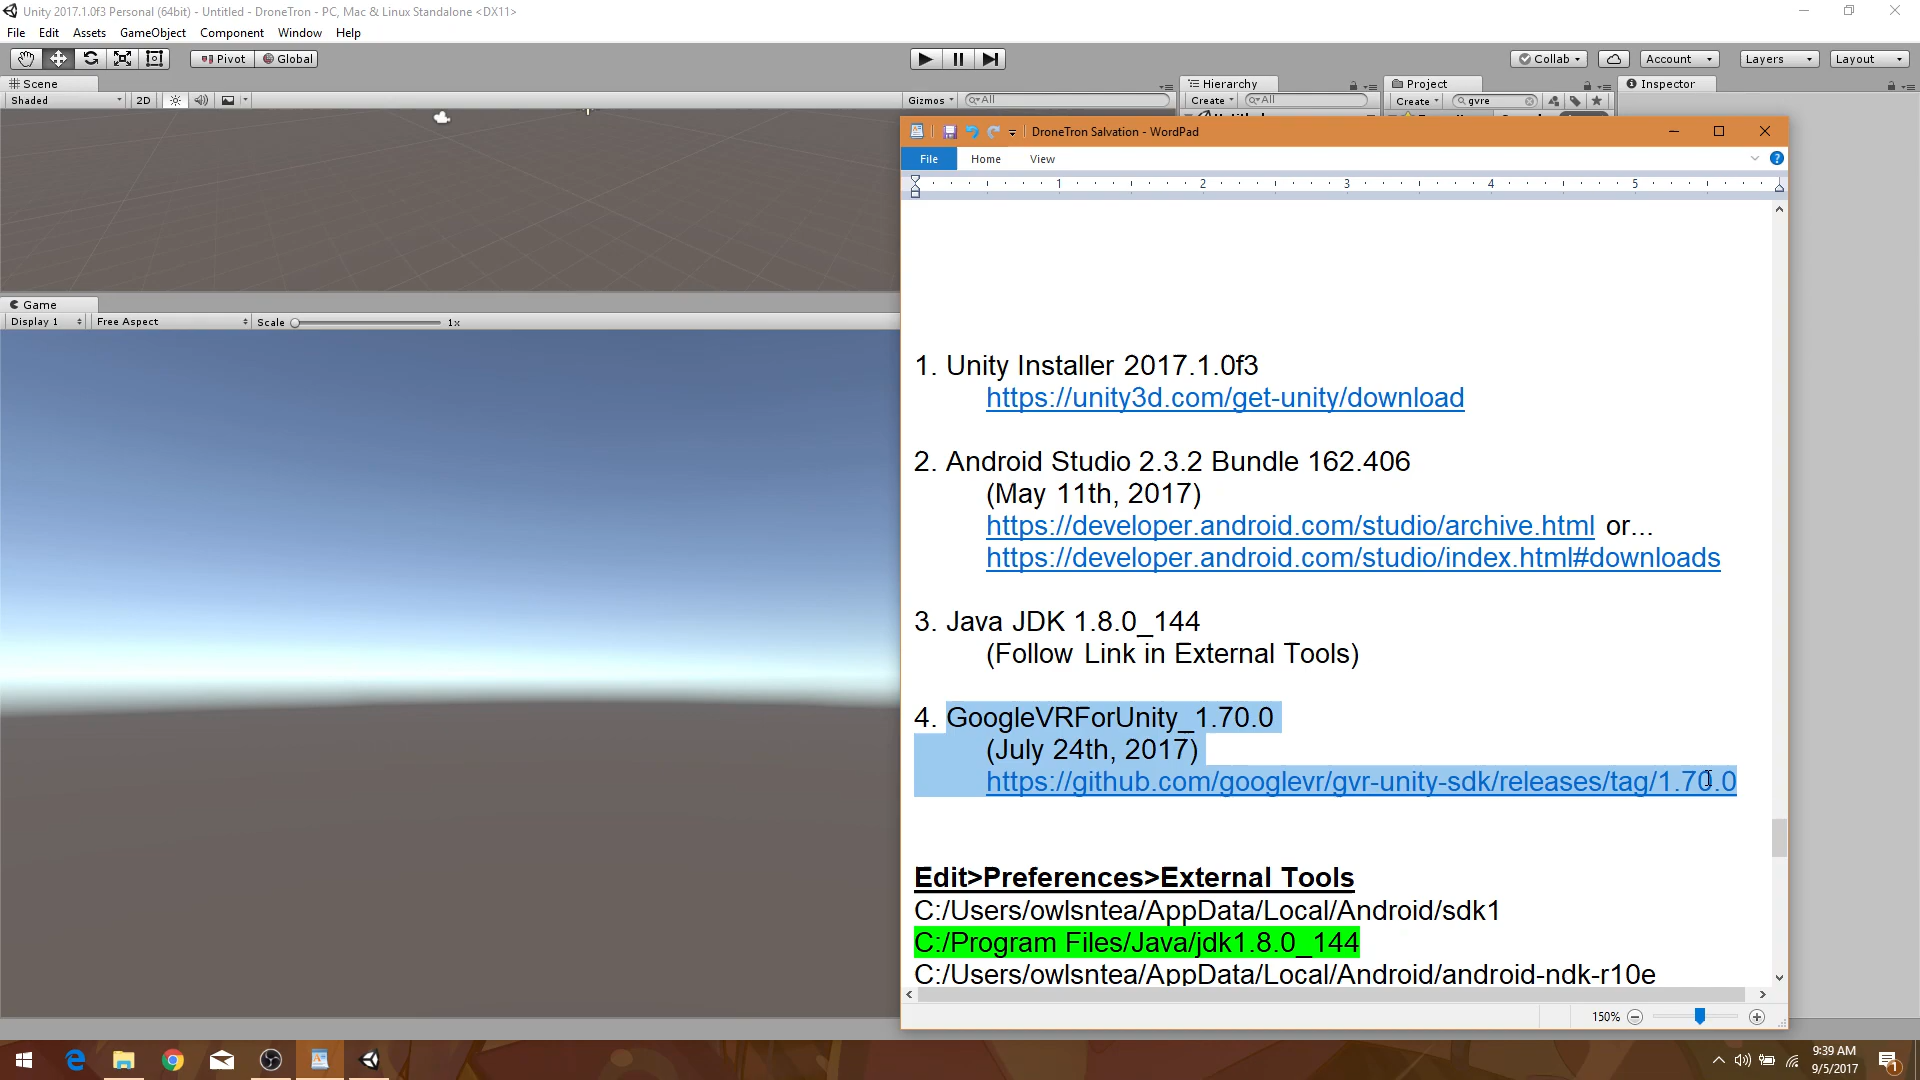 Unity 2017.1.0f3 Personal (64bit) - Untitled - DroneTron - PC, Mac & Linux Standalone <DX11>
File Edit Assets GameObject Component Window Help
Pivot Global Collab Account Layers Layout
Scene Hierarchy Project Inspector
Shaded 2D Gizmos All Create All Create gvre
DroneTron Salvation - WordPad
File Home View
1 2 3 4 5
Game
Display 1 Free Aspect Scale 1x
1. Unity Installer 2017.1.0f3
https://unity3d.com/get-unity/download
2. Android Studio 2.3.2 Bundle 162.406
(May 11th, 2017)
https://developer.android.com/studio/archive.html or...
https://developer.android.com/studio/index.html#downloads
3. Java JDK 1.8.0_144
(Follow Link in External Tools)
4. GoogleVRForUnity_1.70.0
(July 24th, 2017)
https://github.com/googlevr/gvr-unity-sdk/releases/tag/1.70.0
Edit>Preferences>External Tools
C:/Users/owlsntea/AppData/Local/Android/sdk1
C:/Program Files/Java/jdk1.8.0_144
C:/Users/owlsntea/AppData/Local/Android/android-ndk-r10e
150%
9:39 AM
9/5/2017
1